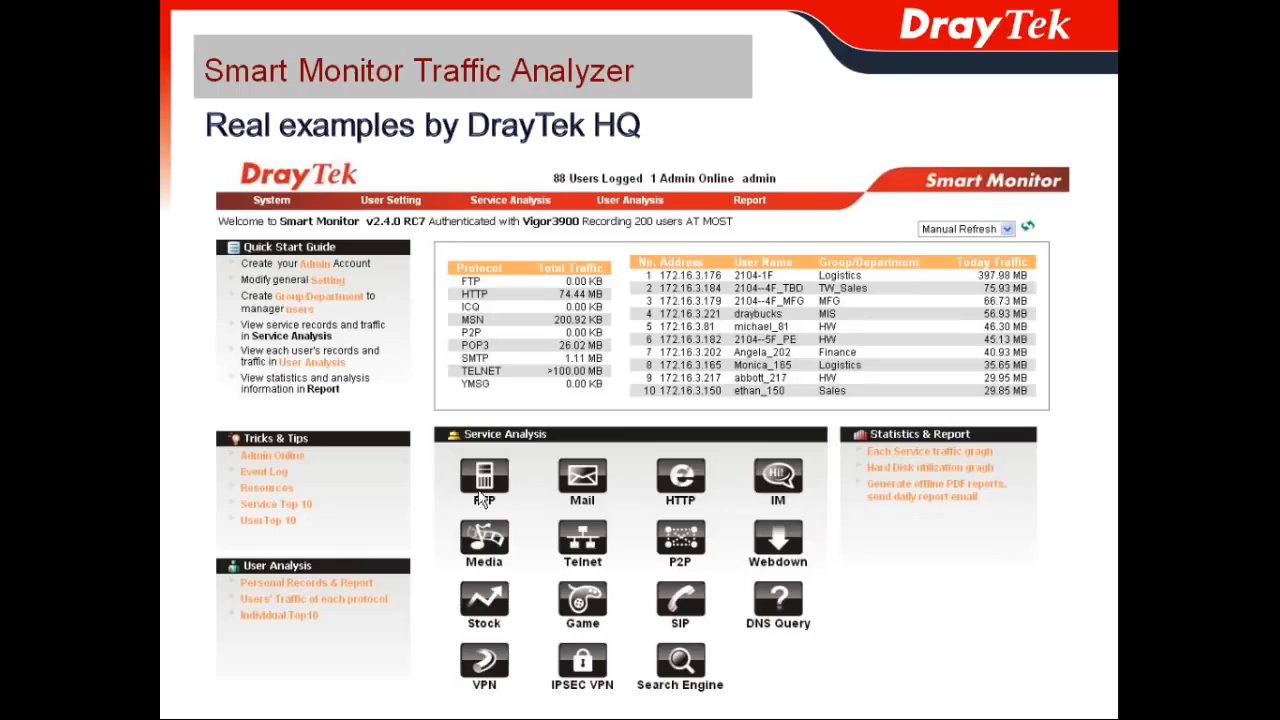 DrayTek
Smart Monitor Traffic Analyzer
Real examples by DrayTek HQ
DrayTek
88 Users Logged 1 Admin Online admin
Smart Monitor
System User Setting Service Analysis User Analysis Report
Welcome to Smart Monitor v2.4.0 RC7 Authenticated with Vigor3900 Recording 200 users AT MOST
Manual Refresh
Quick Start Guide
Create your Admin Account
Modify general Setting
Create Group/Department to
manager users
View service records and traffic
in Service Analysis
View each user's records and
traffic in User Analysis
View statistics and analysis
information in Report
Protocol Total Traffic
FTP 0.00 KB
HTTP 74.44 MB
ICQ 0.00 KB
MSN 200.92 KB
P2P 0.00 KB
POP3 26.02 MB
SMTP 1.11 MB
TELNET >100.00 MB
YMSG 0.00 KB
No. Address User Name Group/Department Today Traffic
1 172.16.3.176 2104-1F Logistics 397.98 MB
2 172.16.3.184 2104--4F_TBD TW_Sales 75.93 MB
3 172.16.3.179 2104--4F_MFG MFG 66.73 MB
4 172.16.3.221 draybucks MIS 56.93 MB
5 172.16.3.81 michael_81 HW 46.30 MB
6 172.16.3.182 2104--5F_PE HW 45.13 MB
7 172.16.3.202 Angela_202 Finance 40.93 MB
8 172.16.3.165 Monica_165 Logistics 35.65 MB
9 172.16.3.217 abbott_217 HW 29.95 MB
10 172.16.3.150 ethan_150 Sales 29.85 MB
Tricks & Tips
Admin Online
Event Log
Resources
Service Top 10
UserTop 10
User Analysis
Personal Records & Report
Users' Traffic of each protocol
Individual Top10
Service Analysis
Mail HTTP
Hi!
IM
Media Telnet P2P Webdown
Stock Game SIP
?
DNS Query
VPN IPSEC VPN Search Engine
Statistics & Report
Each Service traffic gragh
Hard Disk utilization gragh
Generate offline PDF reports,
send daily report email